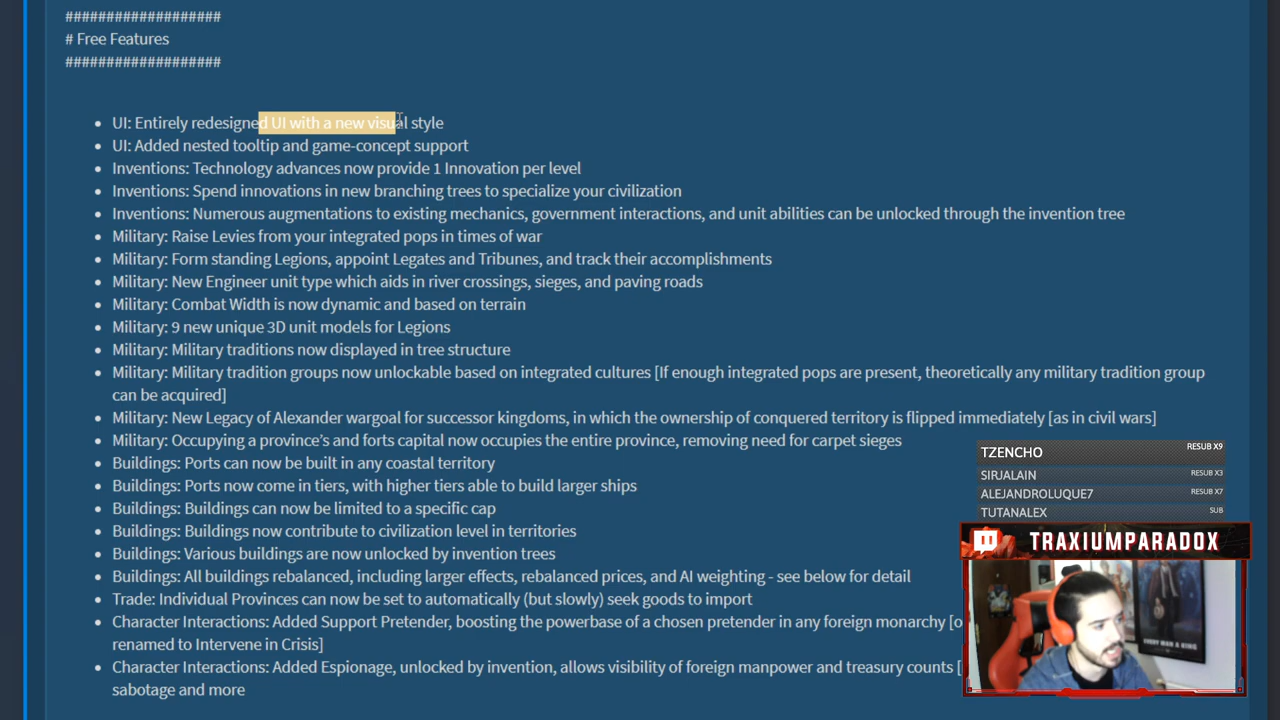 ###################
# Free Features
###################
UI: Entirely redesigned UI with a new visual style
UI: Added nested tooltip and game-concept support
Inventions: Technology advances now provide 1 Innovation per level
Inventions: Spend innovations in new branching trees to specialize your civilization
Inventions: Numerous augmentations to existing mechanics, government interactions, and unit abilities can be unlocked through the invention tree
Military: Raise Levies from your integrated pops in times of war
Military: Form standing Legions, appoint Legates and Tribunes, and track their accomplishments
Military: New Engineer unit type which aids in river crossings, sieges, and paving roads
Military: Combat Width is now dynamic and based on terrain
Military: 9 new unique 3D unit models for Legions
Military: Military traditions now displayed in tree structure
Military: Military tradition groups now unlockable based on integrated cultures [If enough integrated pops are present, theoretically any military tradition group
can be acquired]
Military: New Legacy of Alexander wargoal for successor kingdoms, in which the ownership of conquered territory is flipped immediately [as in civil wars]
Military: Occupying a province's and forts capital now occupies the entire province, removing need for carpet sieges
Buildings: Ports can now be built in any coastal territory
Buildings: Ports now come in tiers, with higher tiers able to build larger ships
Buildings: Buildings can now be limited to a specific cap
Buildings: Buildings now contribute to civilization level in territories
Buildings: Various buildings are now unlocked by invention trees
Buildings: All buildings rebalanced, including larger effects, rebalanced prices, and AI weighting - see below for detail
Trade: Individual Provinces can now be set to automatically (but slowly) seek goods to import
Character Interactions: Added Support Pretender, boosting the powerbase of a chosen pretender in any foreign monarchy [o
renamed to Intervene in Crisis]
Character Interactions: Added Espionage, unlocked by invention, allows visibility of foreign manpower and treasury counts [
sabotage and more
TZENCHO RESUB X9
SIRJALAIN RESUB X3
ALEJANDROLUQUE7 RESUB X7
TUTANALEX SUB
TRAXIUMPARADOX